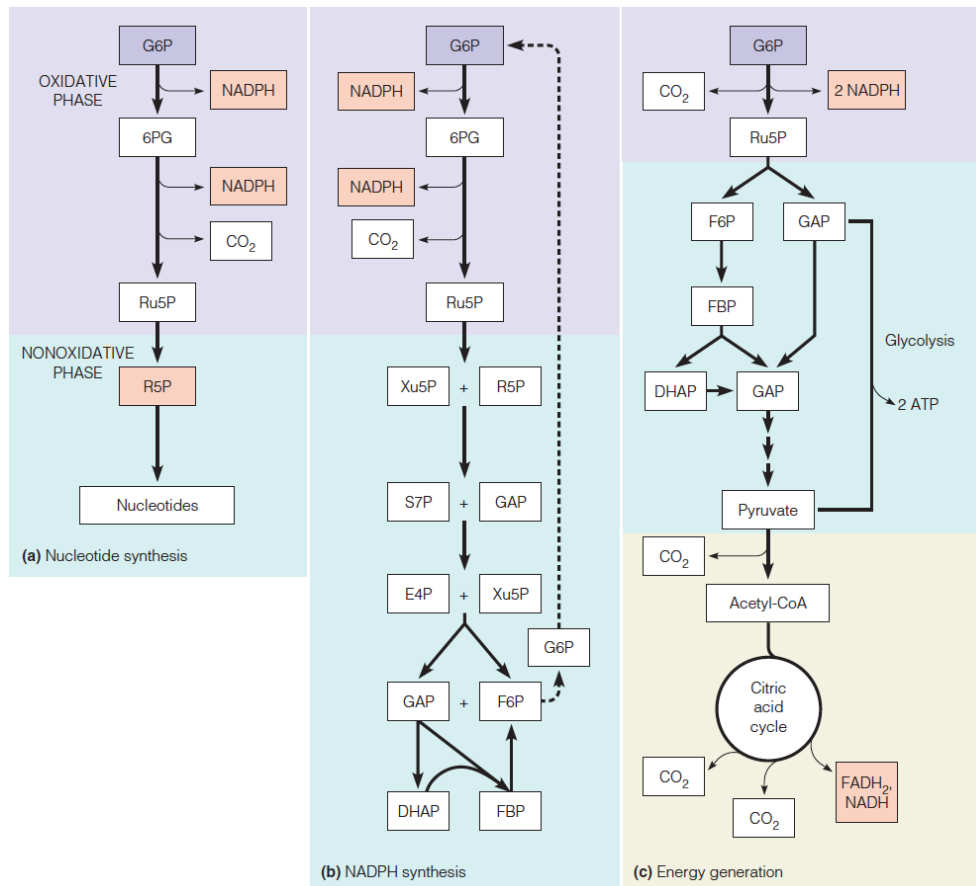 G6P
OXIDATIVE
PHASE
NADPH
6PG
NADPH
CO2
Ru5P
NONOXIDATIVE
PHASE
R5P
Nucleotides
(a) Nucleotide synthesis
G6P
NADPH
6PG
NADPH
CO2
Ru5P
Xu5P + R5P
S7P + GAP
E4P + Xu5P
G6P
GAP + F6P
DHAP FBP
(b) NADPH synthesis
G6P
CO2 2 NADPH
Ru5P
F6P GAP
FBP
Glycolysis
DHAP GAP
2 ATP
Pyruvate
CO2
Acetyl-CoA
Citric
acid
cycle
CO2
CO2
FADH2,
NADH
(c) Energy generation